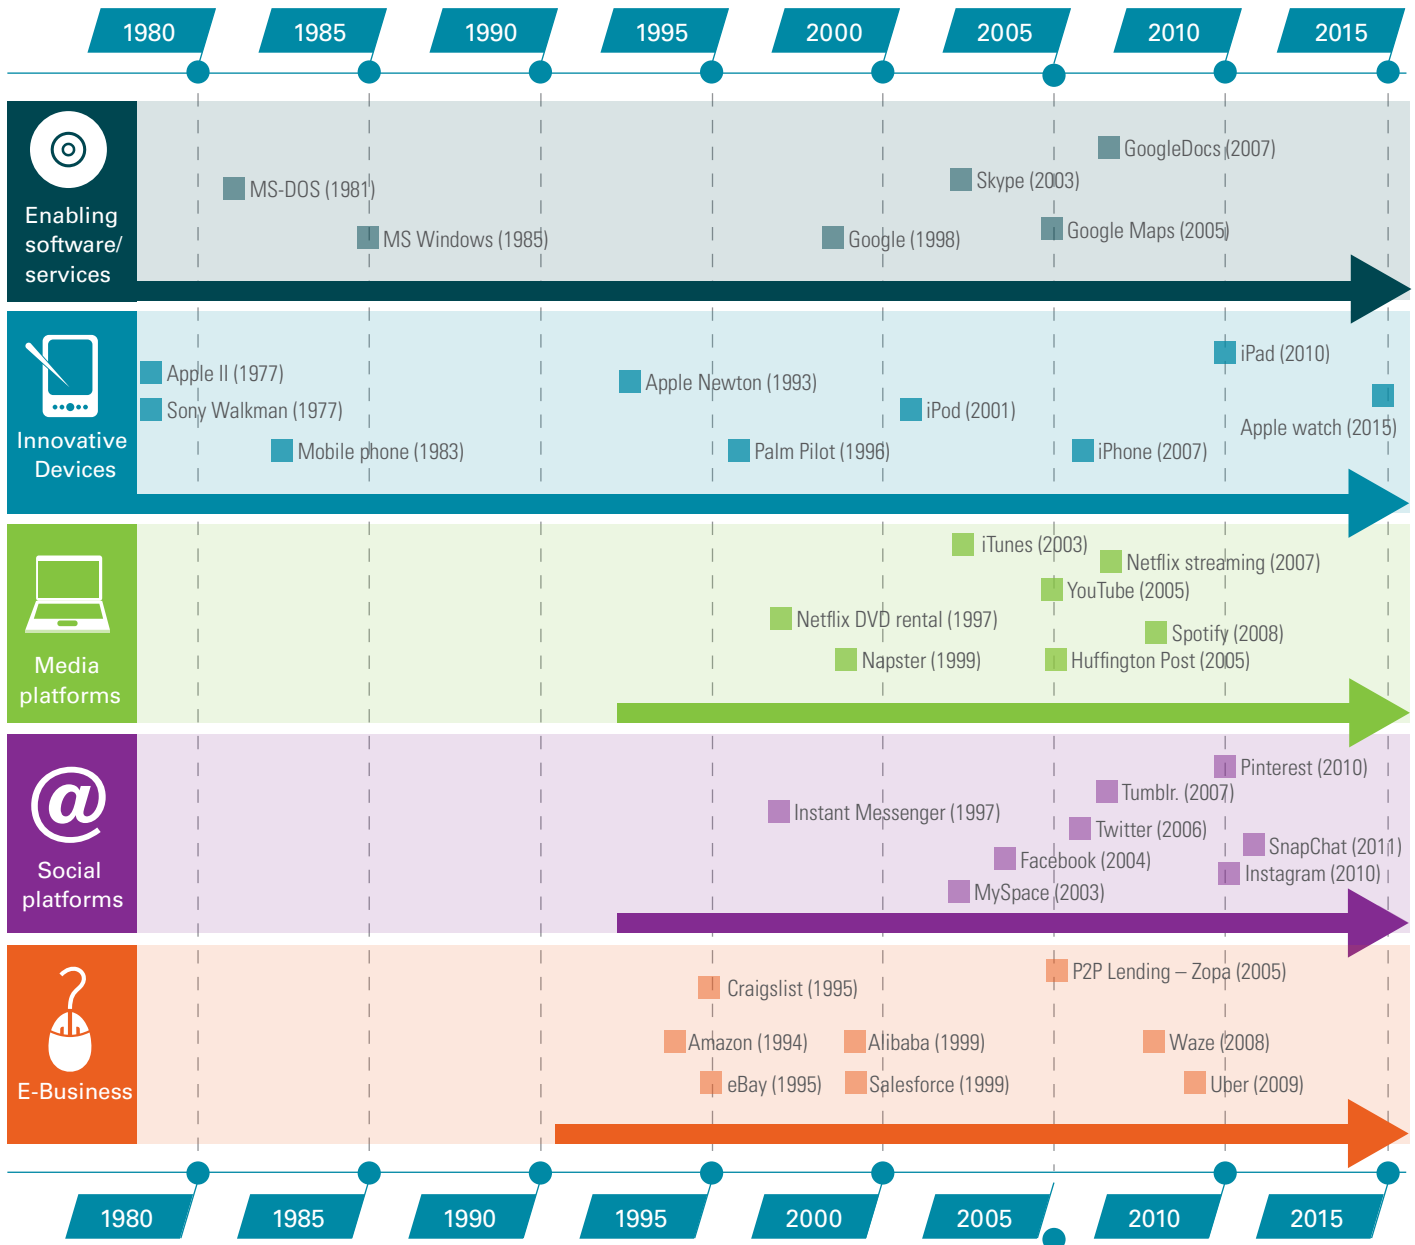 1980 1985 1990 1995 2000 2005 2010 2015
Enabling
software/
services
GoogleDocs (2007)
Skype (2003)
MS-DOS (1981)
Google Maps (2005)
MS Windows (1985)
Google (1998)
Innovative
Devices
iPad (2010)
Apple II (1977)
Apple Newton (1993)
Sony Walkman (1977)
iPod (2001)
Apple watch (2015)
Mobile phone (1983)
Palm Pilot (1996)
iPhone (2007)
Media
platforms
iTunes (2003)
Netflix streaming (2007)
YouTube (2005)
Netflix DVD rental (1997)
Spotify (2008)
Napster (1999)
Huffington Post (2005)
@
Social
platforms
Pinterest (2010)
Tumblr. (2007)
Instant Messenger (1997)
Twitter (2006)
SnapChat (2011)
Facebook (2004)
Instagram (2010)
MySpace (2003)
E-Business
P2P Lending – Zopa (2005)
Craigslist (1995)
Amazon (1994)
Alibaba (1999)
Waze (2008)
eBay (1995)
Salesforce (1999)
Uber (2009)
1980 1985 1990 1995 2000 2005 2010 2015